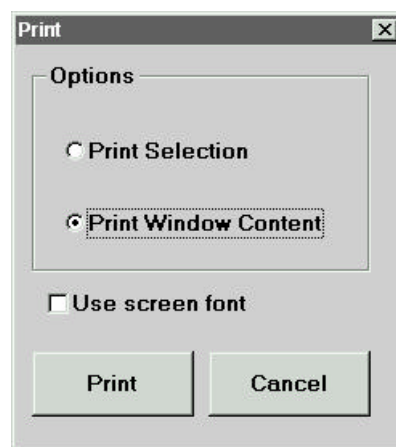 Print
Options
Print Selection
Print Window Content
Use screen font
Print Cancel